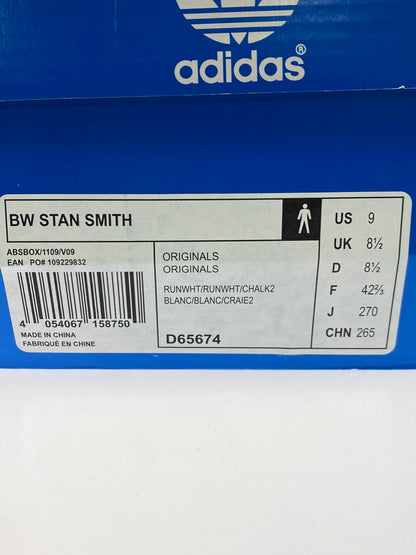 adidas®
BW STAN SMITH
ABSBOX/1109/V09
EAN PO# 109229832
4 054067 158750
MADE IN CHINA
FABRIQUÉ EN CHINE
ORIGINALS
ORIGINALS
RUNWHT/RUNWHT/CHALK2
BLANC/BLANC/CRAIE2
D65674
US 9
UK 8½
D 8½
F 42⅔
J 270
CHN 265